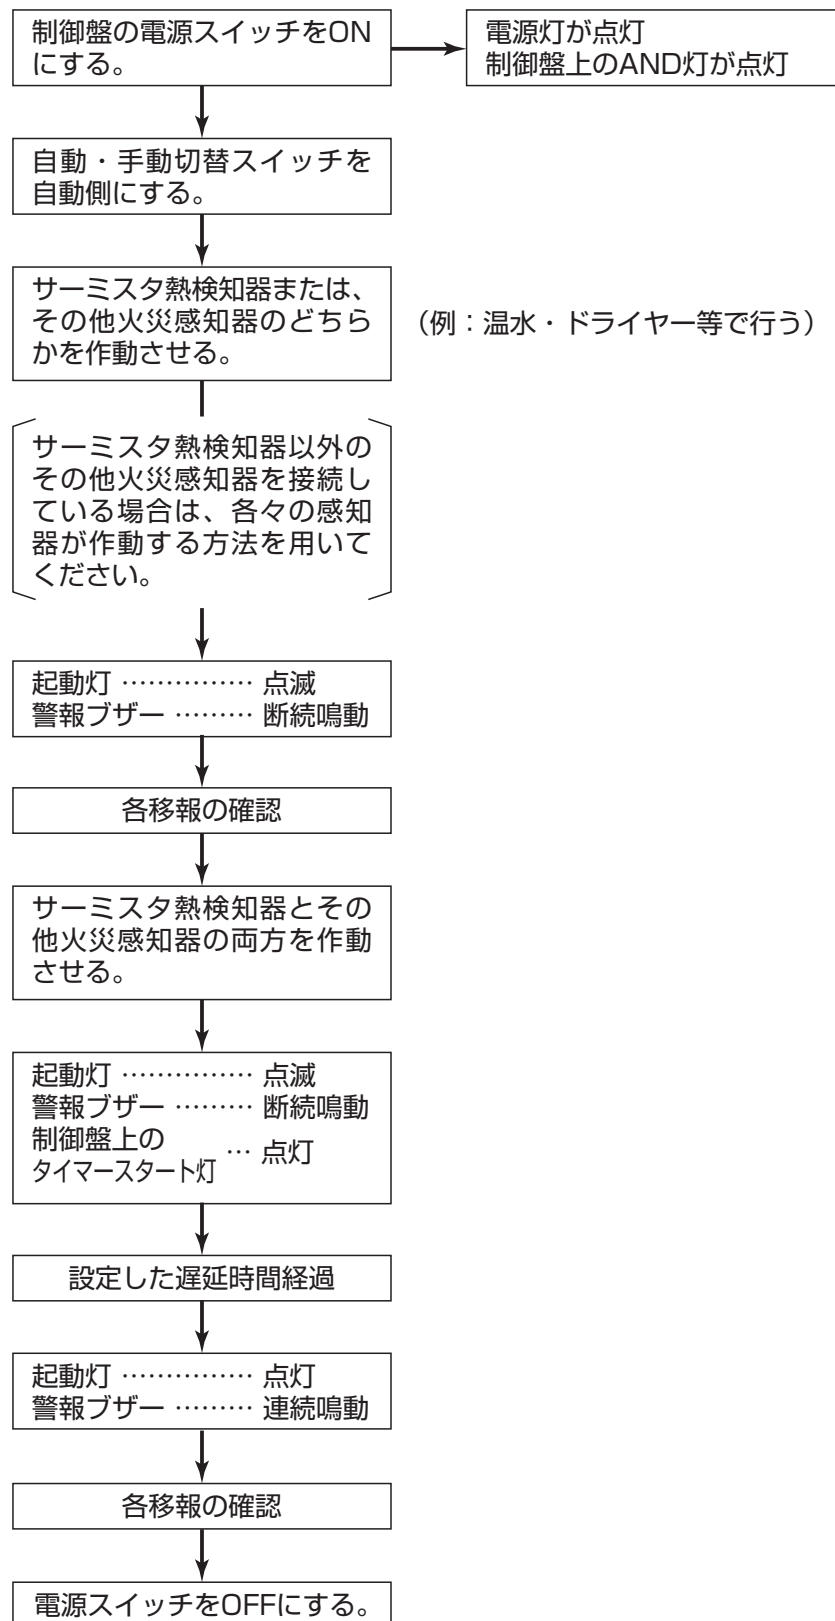 制御盤の電源スイッチをON
にする。
電源灯が点灯
制御盤上のAND灯が点灯
自動・手動切替スイッチを
自動側にする。
サーミスタ熱検知器または、
その他火災感知器のどちら
かを作動させる。
（例：温水・ドライヤー等で行う）
サーミスタ熱検知器以外の
その他火災感知器を接続し
ている場合は、各々の感知
器が作動する方法を用いて
ください。
起動灯 …………… 点滅
警報ブザー ……… 断続鳴動
各移報の確認
サーミスタ熱検知器とその
他火災感知器の両方を作動
させる。
起動灯 …………… 点滅
警報ブザー ……… 断続鳴動
制御盤上の
タイマースタート灯 … 点灯
設定した遅延時間経過
起動灯 …………… 点灯
警報ブザー ……… 連続鳴動
各移報の確認
電源スイッチをOFFにする。